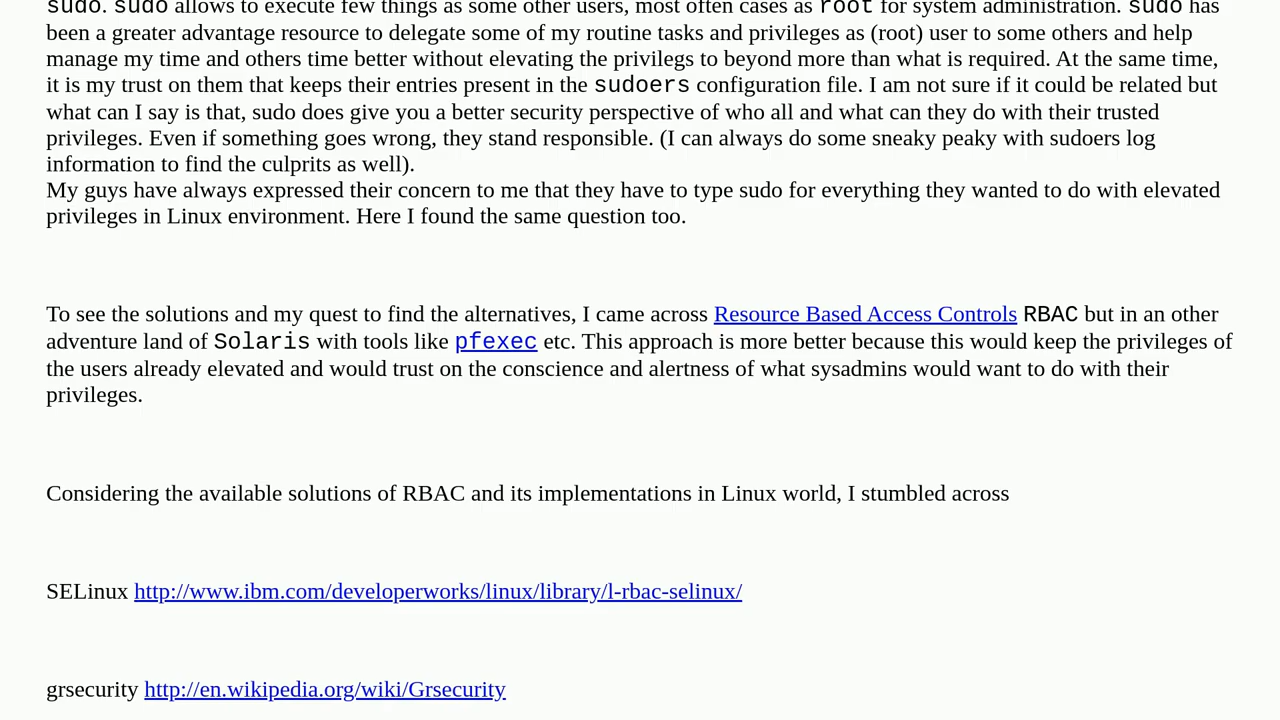 sudo. sudo allows to execute few things as some other users, most often cases as root for system administration. sudo has
been a greater advantage resource to delegate some of my routine tasks and privileges as (root) user to some others and help
manage my time and others time better without elevating the privilegs to beyond more than what is required. At the same time,
it is my trust on them that keeps their entries present in the sudoers configuration file. I am not sure if it could be related but
what can I say is that, sudo does give you a better security perspective of who all and what can they do with their trusted
privileges. Even if something goes wrong, they stand responsible. (I can always do some sneaky peaky with sudoers log
information to find the culprits as well).
My guys have always expressed their concern to me that they have to type sudo for everything they wanted to do with elevated
privileges in Linux environment. Here I found the same question too.
To see the solutions and my quest to find the alternatives, I came across Resource Based Access Controls RBAC but in an other
adventure land of Solaris with tools like pfexec etc. This approach is more better because this would keep the privileges of
the users already elevated and would trust on the conscience and alertness of what sysadmins would want to do with their
privileges.
Considering the available solutions of RBAC and its implementations in Linux world, I stumbled across
SELinux http://www.ibm.com/developerworks/linux/library/l-rbac-selinux/
grsecurity http://en.wikipedia.org/wiki/Grsecurity